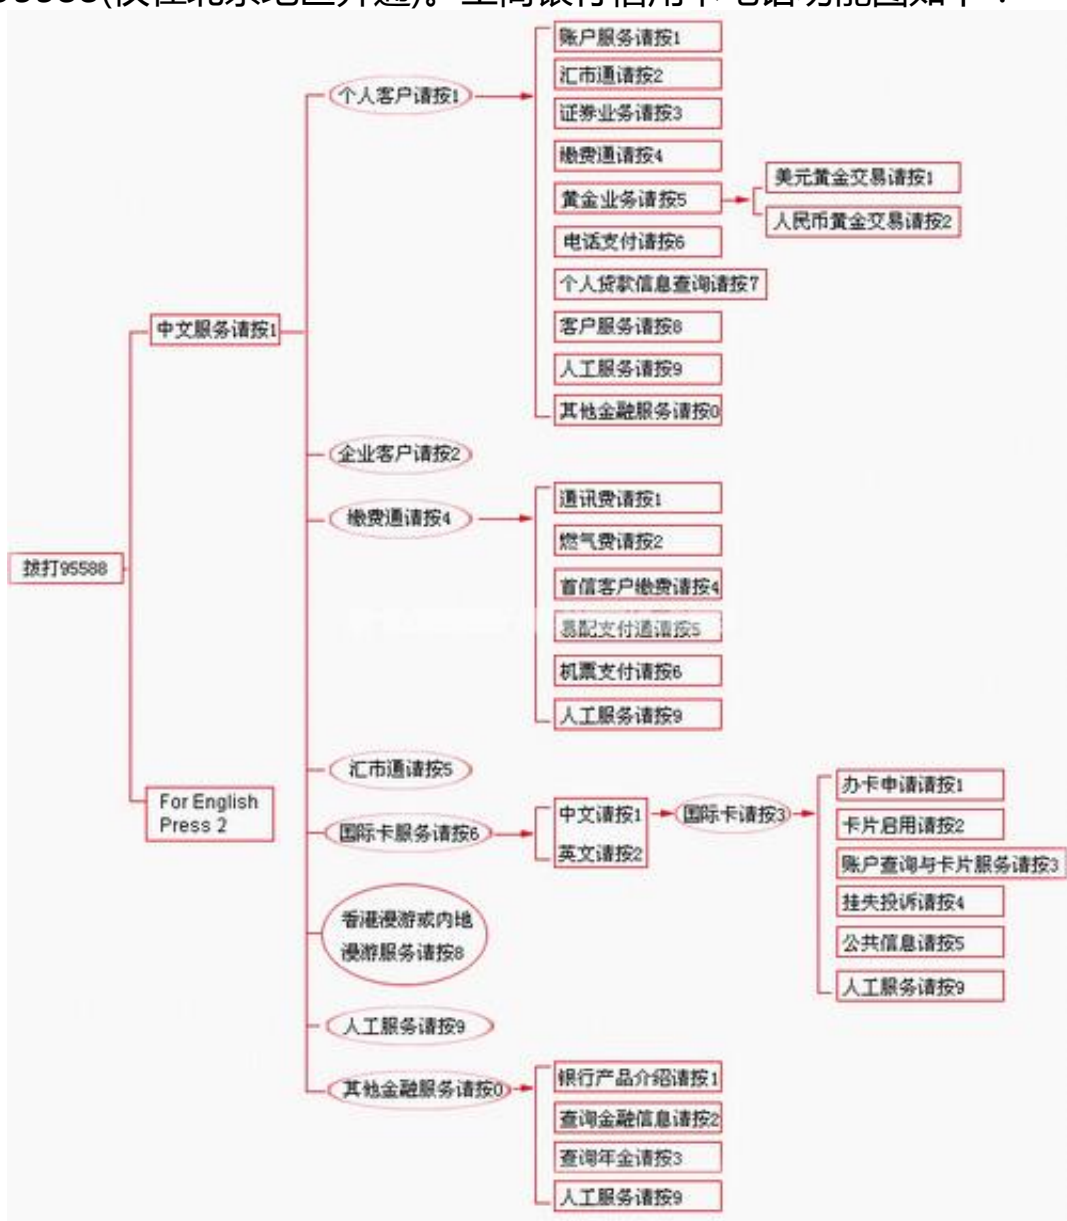 拨打95588
中文服务请按1
For English
Press 2
个人客户请按1
账户服务请按1
汇市通请按2
证券业务请按3
缴费通请按4
黄金业务请按5
美元黄金交易请按1
人民币黄金交易请按2
电话支付请按6
个人贷款信息查询请按7
客户服务请按8
人工服务请按9
其他金融服务请按0
企业客户请按2
缴费通请按4
通讯费请按1
燃气费请按2
首信客户缴费请按4
易配支付通请按5
机票支付请按6
人工服务请按9
汇市通请按5
国际卡服务请按6
中文请按1
英文请按2
国际卡请按3
办卡申请请按1
卡片启用请按2
账户查询与卡片服务请按3
挂失投诉请按4
公共信息请按5
人工服务请按9
香港漫游或内地
漫游服务请按8
人工服务请按9
其他金融服务请按0
银行产品介绍请按1
查询金融信息请按2
查询年金请按3
人工服务请按9